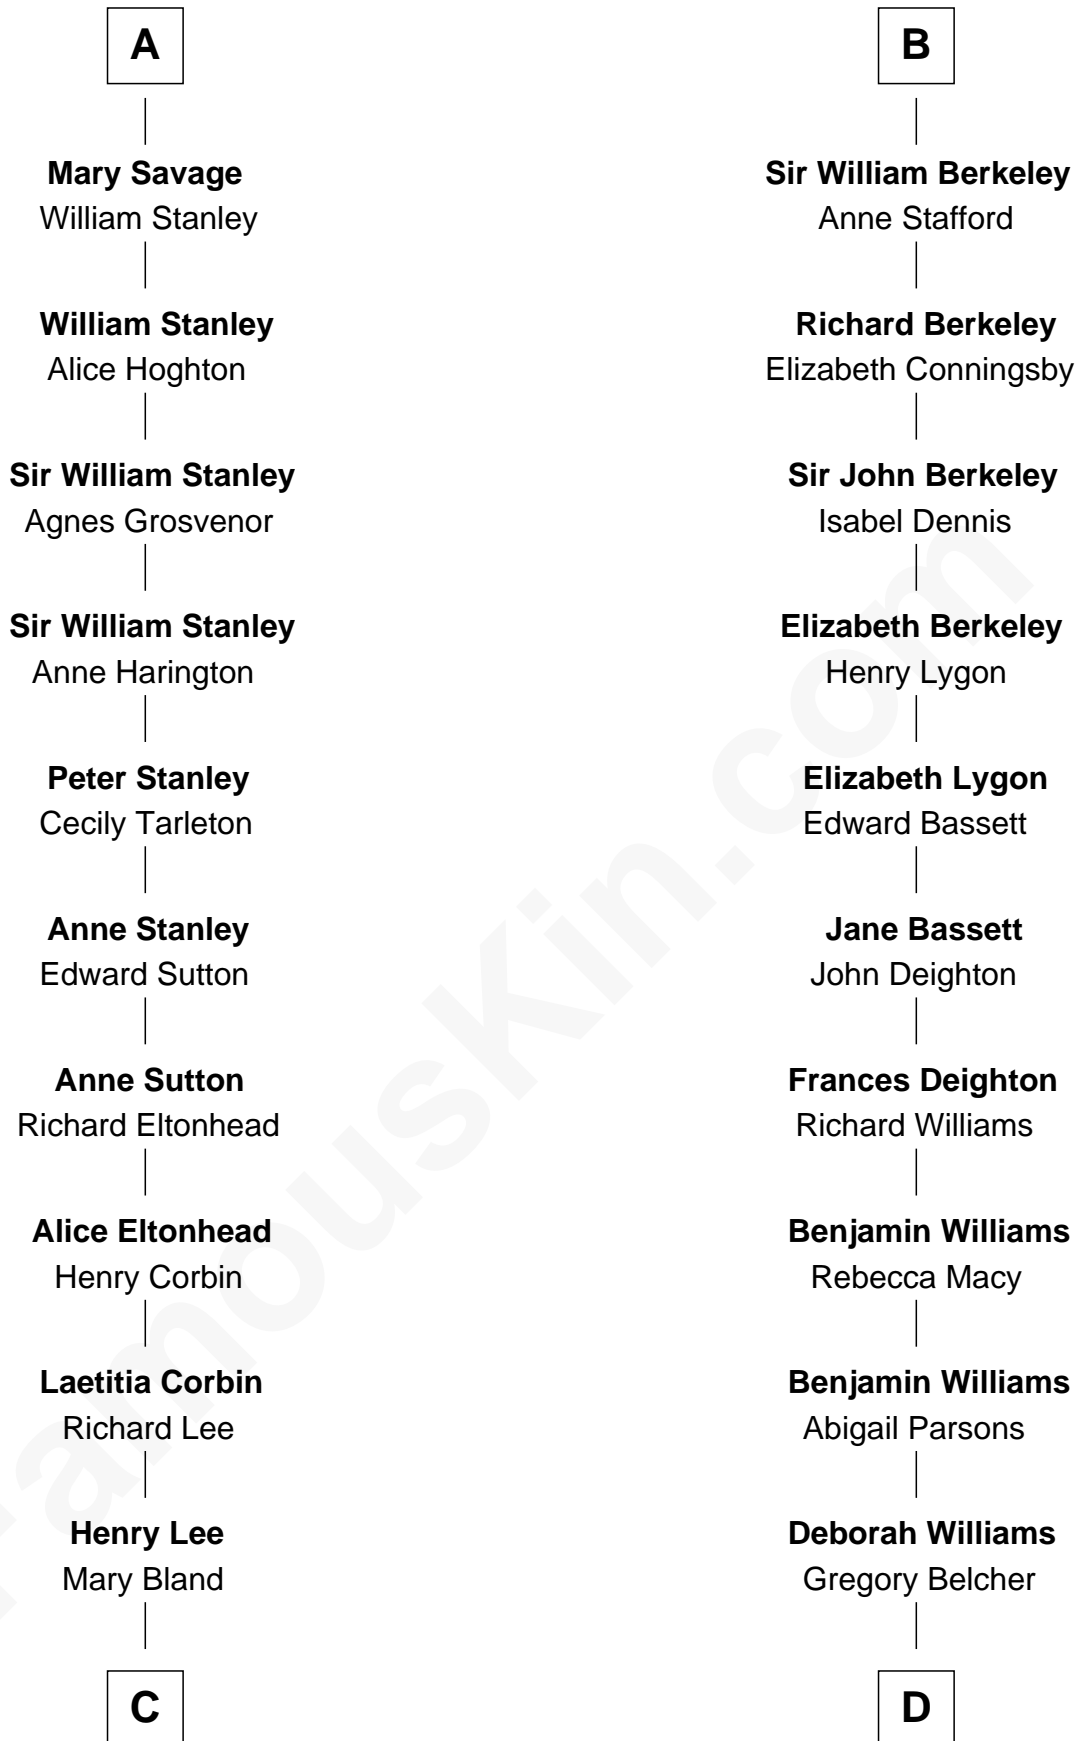 A
Mary Savage
William Stanley
William Stanley
Alice Hoghton
Sir William Stanley
Agnes Grosvenor
Sir William Stanley
Anne Harington
Peter Stanley
Cecily Tarleton
Anne Stanley
Edward Sutton
Anne Sutton
Richard Eltonhead
Alice Eltonhead
Henry Corbin
Laetitia Corbin
Richard Lee
Henry Lee
Mary Bland
C
B
Sir William Berkeley
Anne Stafford
Richard Berkeley
Elizabeth Conningsby
Sir John Berkeley
Isabel Dennis
Elizabeth Berkeley
Henry Lygon
Elizabeth Lygon
Edward Bassett
Jane Bassett
John Deighton
Frances Deighton
Richard Williams
Benjamin Williams
Rebecca Macy
Benjamin Williams
Abigail Parsons
Deborah Williams
Gregory Belcher
D
FamousKin.com